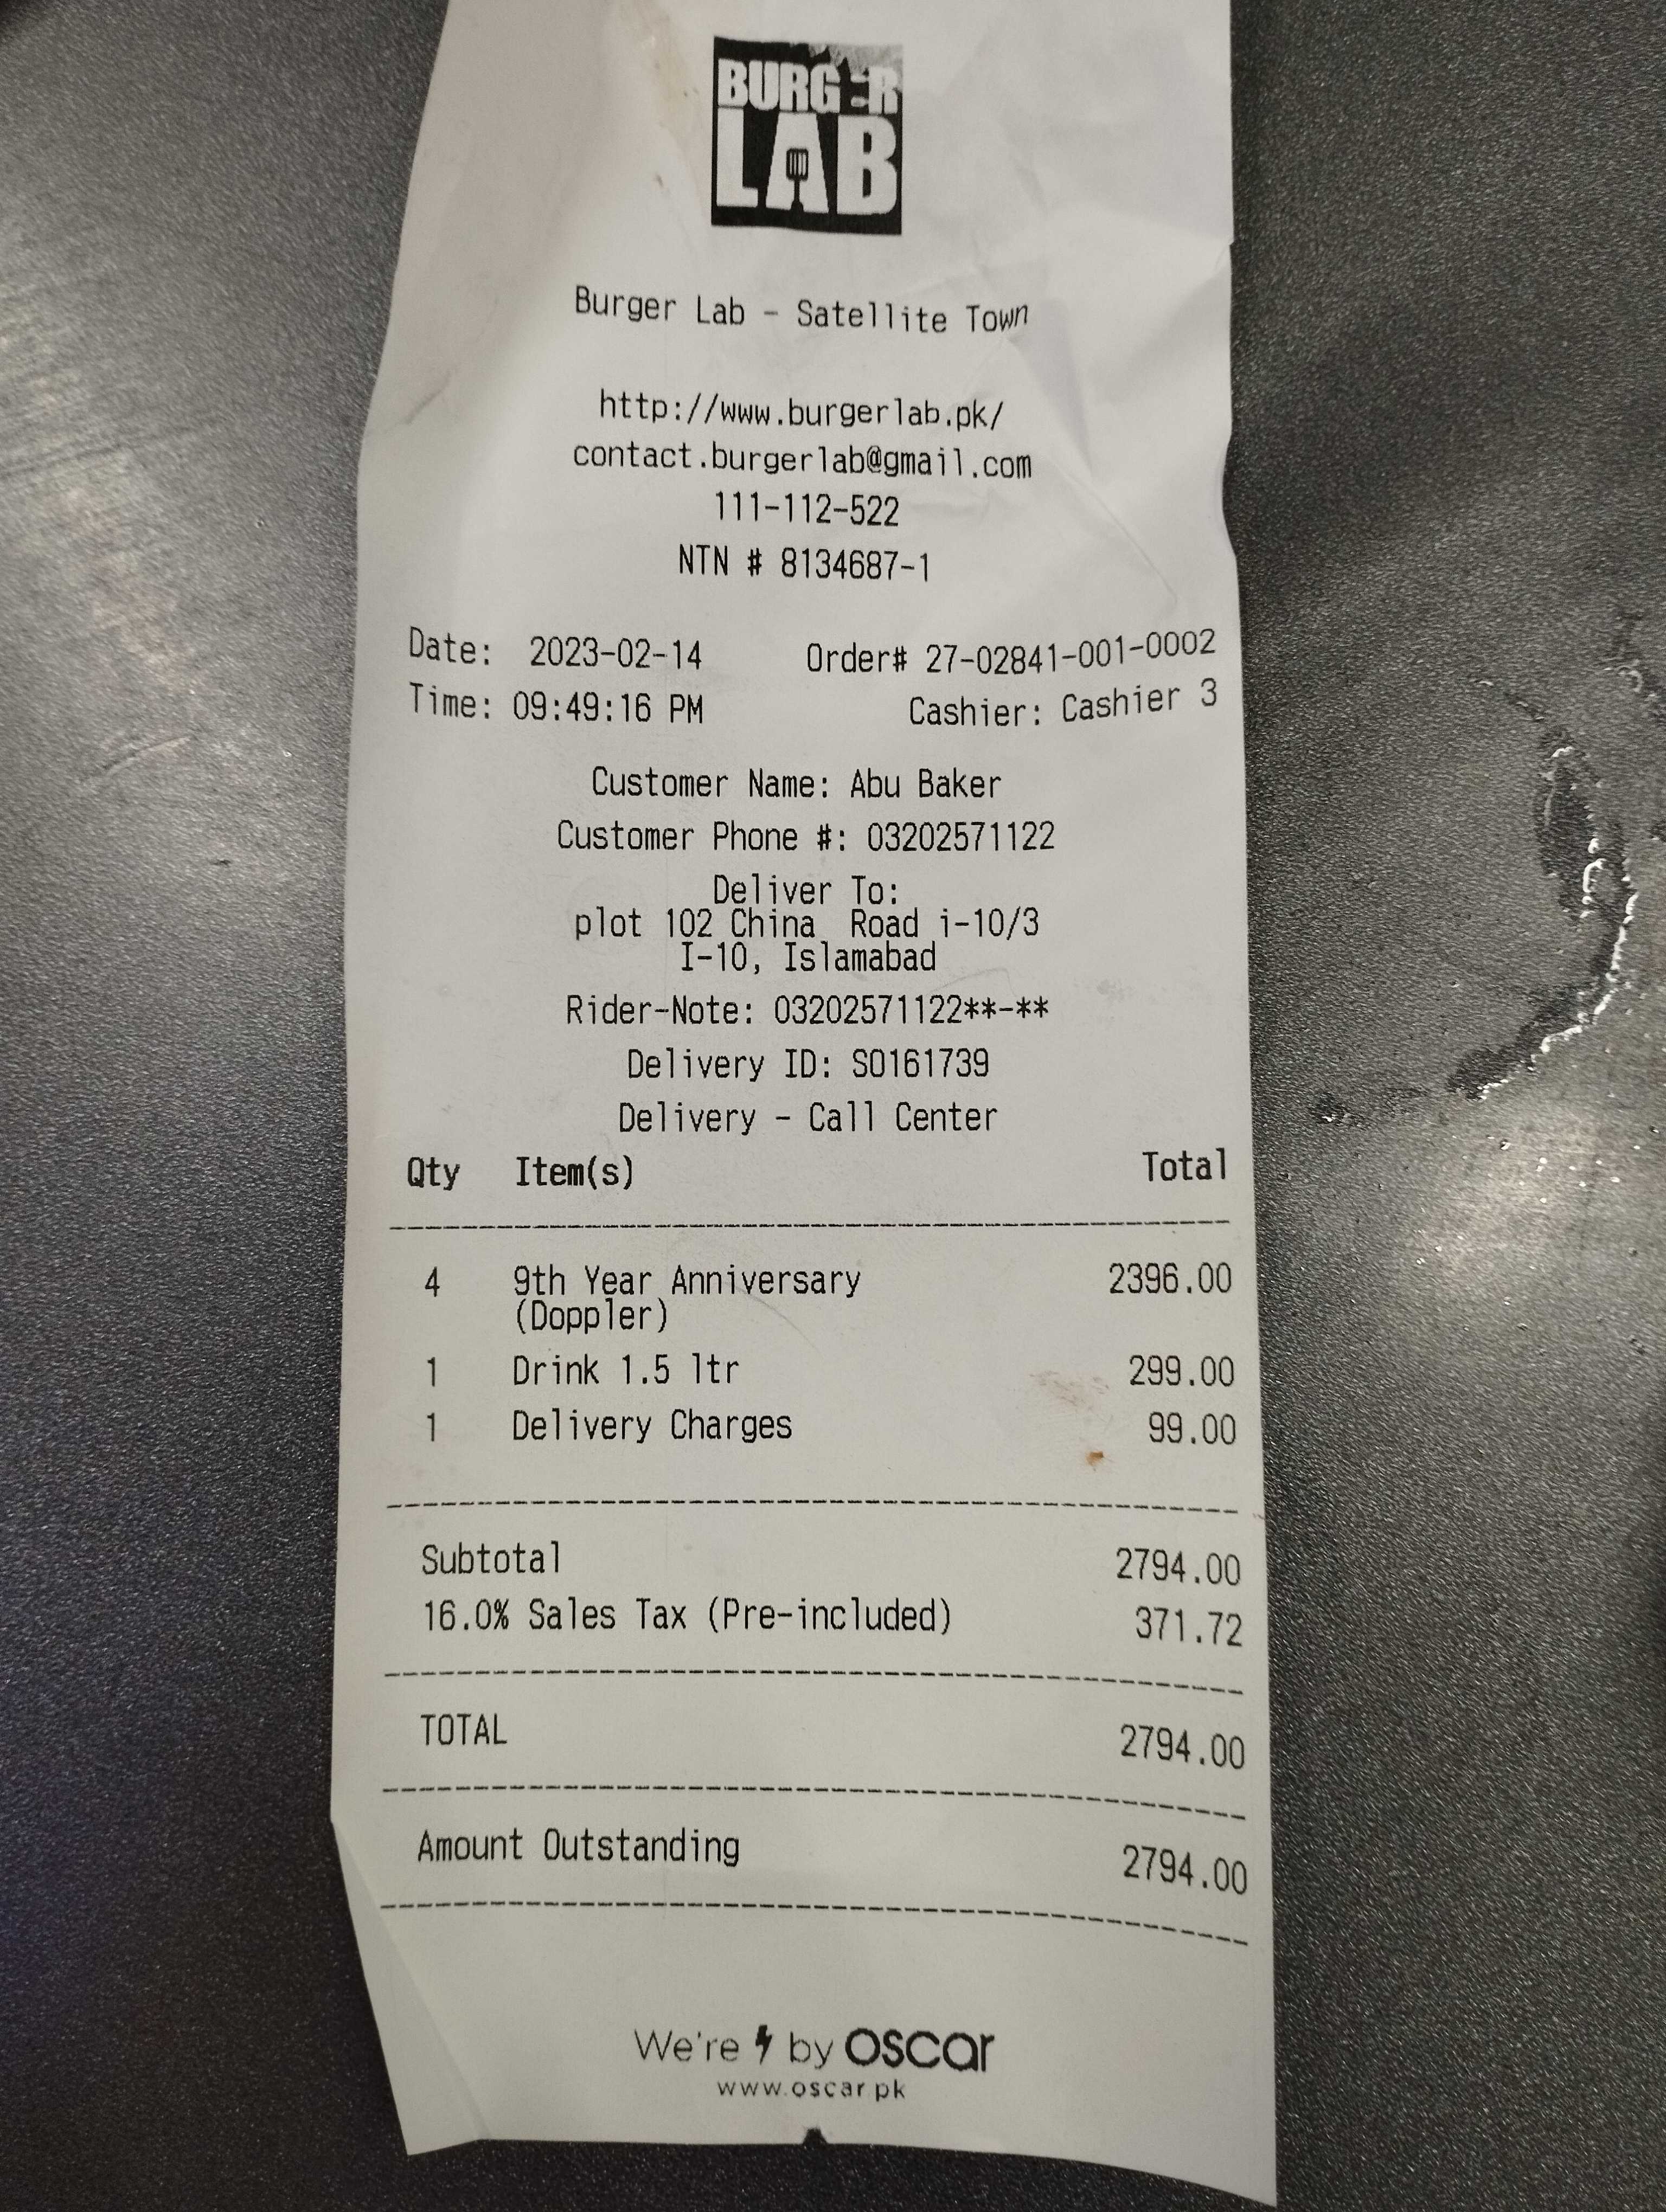 BURGER
LAB
Burger Lab - Satellite Town
http://www.burgerlab.pk/
contact.burgerlab@gmail.com
111-112-522
NTN # 8134687-1
Date: 2023-02-14 Order# 27-02841-001-0002
Time: 09:49:16 PM Cashier: Cashier 3
Customer Name: Abu Baker
Customer Phone #: 03202571122
Deliver To:
plot 102 China Road i-10/3
I-10, Islamabad
Rider-Note: 03202571122**-**
Delivery ID: SO161739
Delivery - Call Center
Qty Item(s) Total
4 9th Year Anniversary 2396.00
(Doppler)
1 Drink 1.5 ltr 299.00
1 Delivery Charges 99.00
Subtotal 2794.00
16.0% Sales Tax (Pre-included) 371.72
TOTAL 2794.00
Amount Outstanding 2794.00
We're by oscar
www.oscar.pk